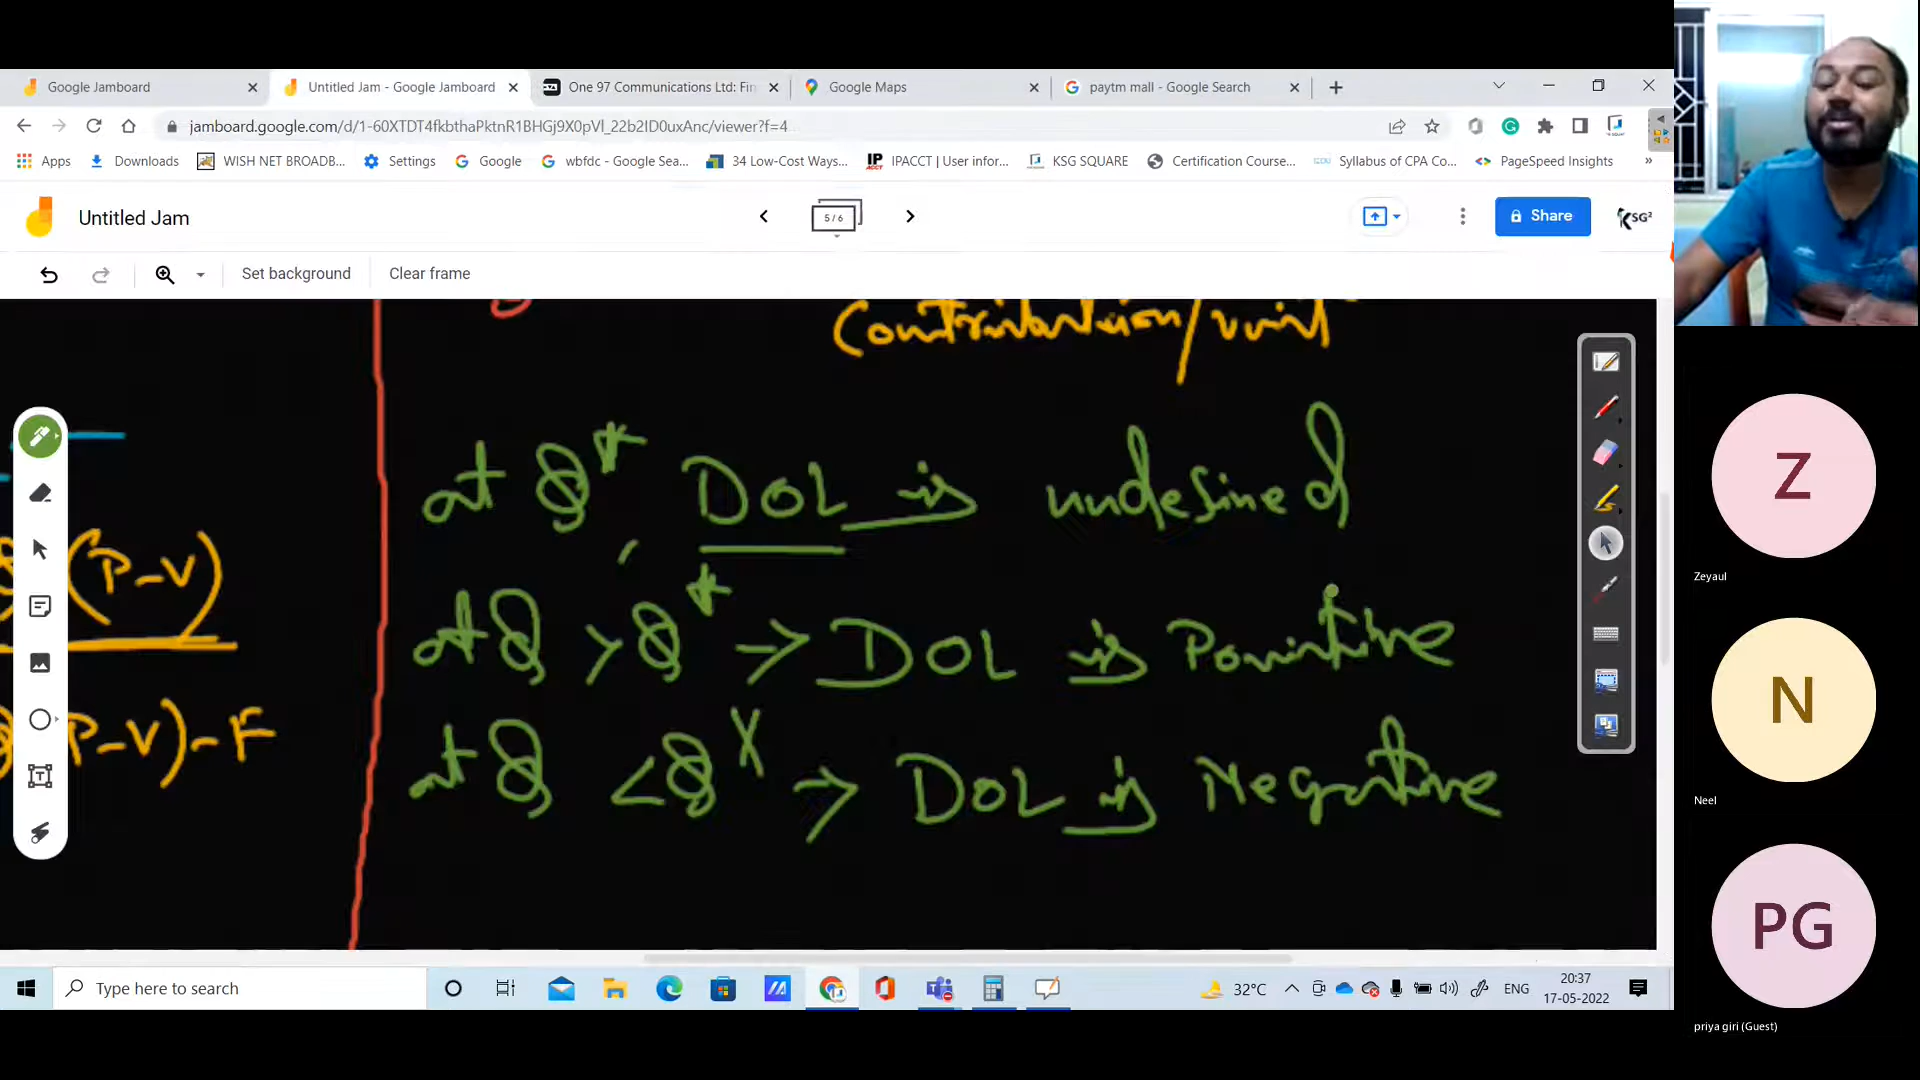 Google Jamboard
Untitled Jam - Google Jamboard
One 97 Communications Ltd: Fin
Google Maps
paytm mall - Google Search
jamboard.google.com/d/1-60XTDT4fkbthaPktnR1BHGj9X0pVl_22b2ID0uxAnc/viewer?f=4
Apps
Downloads
WISH NET BROADB...
Settings
Google
wbfdc - Google Sea...
34 Low-Cost Ways...
IPACCT | User infor...
KSG SQUARE
Certification Course...
Syllabus of CPA Co...
PageSpeed Insights
»
Untitled Jam
5 / 6
Share
KSG²
Set background
Clear frame
Contribution/unit
at Q* DOL is undefined
at Q > Q* → DOL is Positive
at Q < Q* → DOL is Negative
(P-V)
(P-V) - F
Z
Zeyaul
N
Neel
PG
priya giri (Guest)
Type here to search
32°C
ENG
20:37
17-05-2022